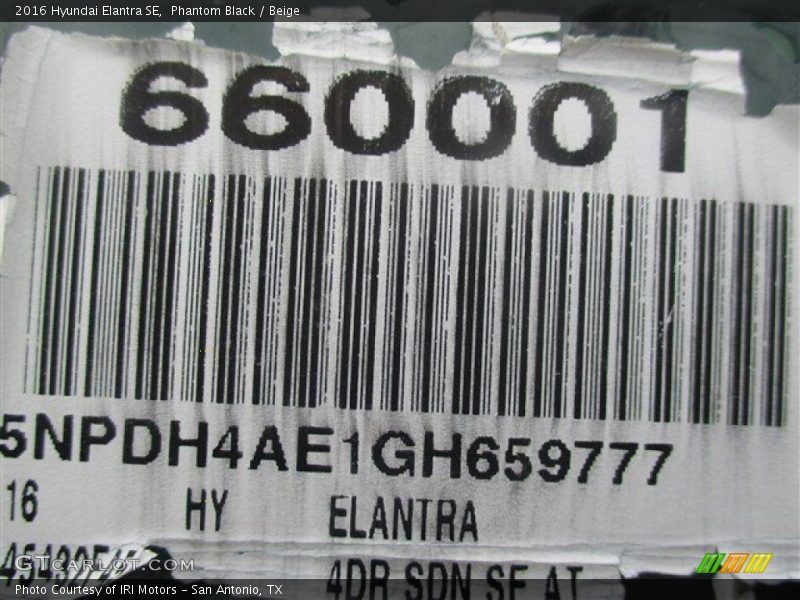 2016 Hyundai Elantra SE, Phantom Black / Beige
660001
5NPDH4AE1GH659777
16 HY ELANTRA
4DR SDN SE AT
GTCarLot.com
Photo Courtesy of IRI Motors – San Antonio, TX